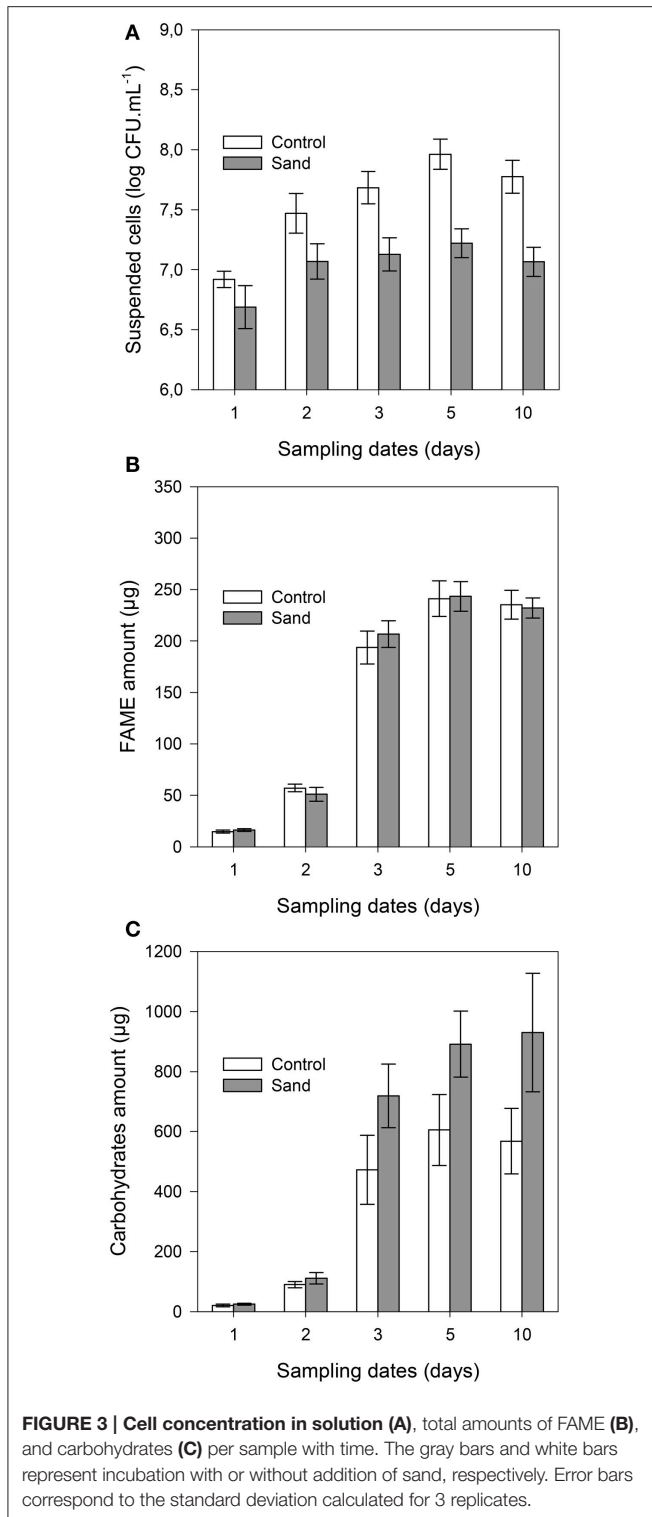 A
9,0
8,5
8,0
7,5
7,0
6,5
6,0
Suspended cells (log CFU.mL-1)
Control
Sand
1 2 3 5 10
Sampling dates (days)
B
350
300
250
200
150
100
50
0
FAME amount (µg)
Control
Sand
1 2 3 5 10
Sampling dates (days)
C
1200
1000
800
600
400
200
0
Carbohydrates amount (µg)
Control
Sand
1 2 3 5 10
Sampling dates (days)
FIGURE 3 | Cell concentration in solution (A), total amounts of FAME (B),
and carbohydrates (C) per sample with time. The gray bars and white bars
represent incubation with or without addition of sand, respectively. Error bars
correspond to the standard deviation calculated for 3 replicates.